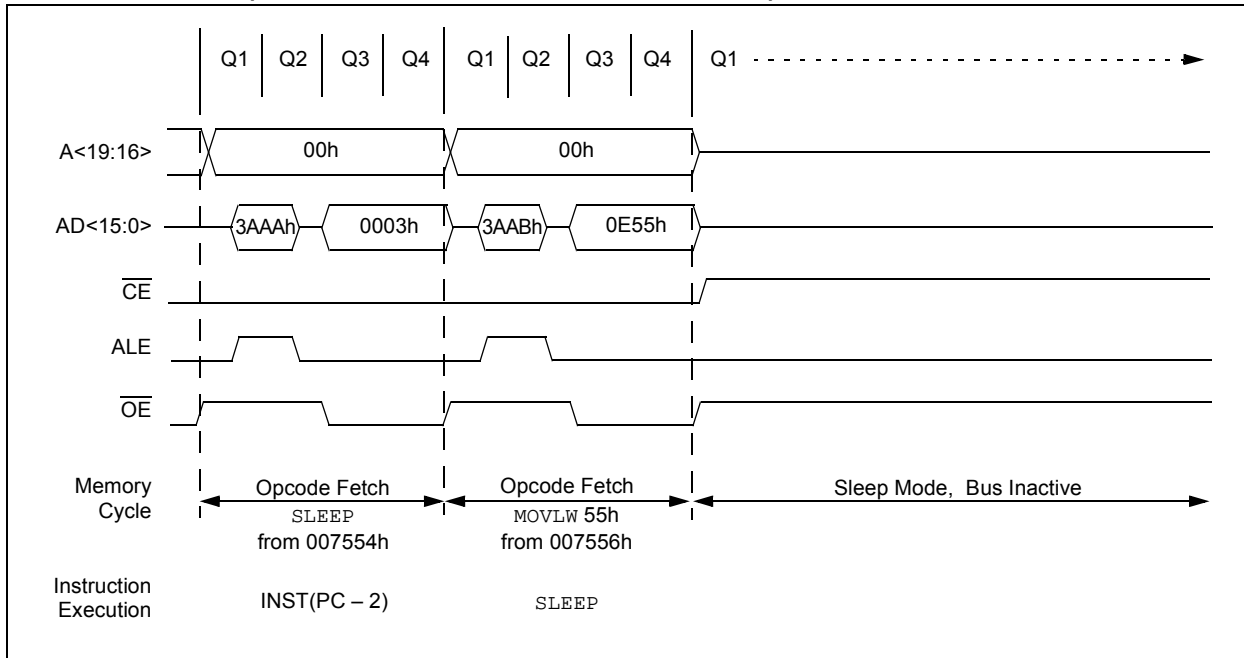 Q1 Q2 Q3 Q4 Q1 Q2 Q3 Q4 Q1
A<19:16> 00h 00h
AD<15:0> 3AAAh 0003h 3AABh 0E55h
CE
ALE
OE
Memory Cycle
Opcode Fetch
SLEEP
from 007554h
Opcode Fetch
MOVLW 55h
from 007556h
Sleep Mode, Bus Inactive
Instruction Execution
INST(PC – 2)
SLEEP